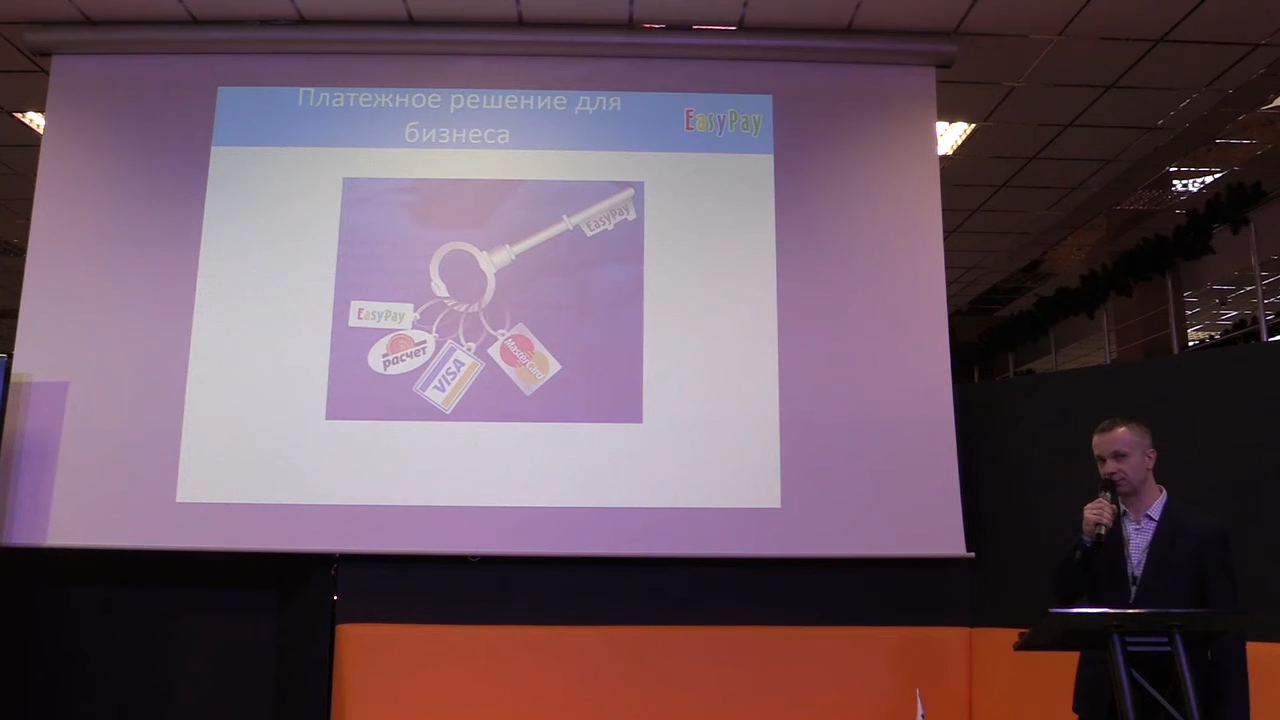 Платежное решение для
бизнеса
EasyPay
EasyPay
EasyPay
расчет
VISA
MasterCard